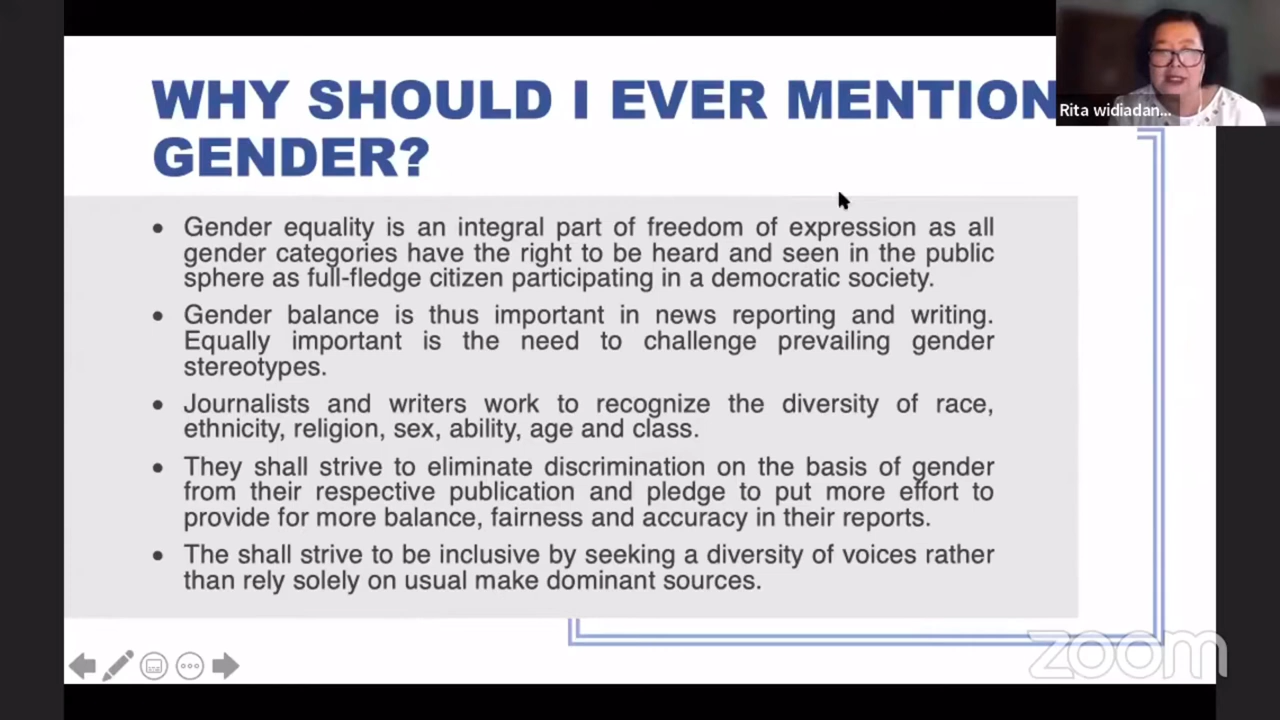 WHY SHOULD I EVER MENTION
GENDER?
Rita widiadan...
• Gender equality is an integral part of freedom of expression as all
gender categories have the right to be heard and seen in the public
sphere as full-fledge citizen participating in a democratic society.
• Gender balance is thus important in news reporting and writing.
Equally important is the need to challenge prevailing gender
stereotypes.
• Journalists and writers work to recognize the diversity of race,
ethnicity, religion, sex, ability, age and class.
• They shall strive to eliminate discrimination on the basis of gender
from their respective publication and pledge to put more effort to
provide for more balance, fairness and accuracy in their reports.
• The shall strive to be inclusive by seeking a diversity of voices rather
than rely solely on usual make dominant sources.
zoom